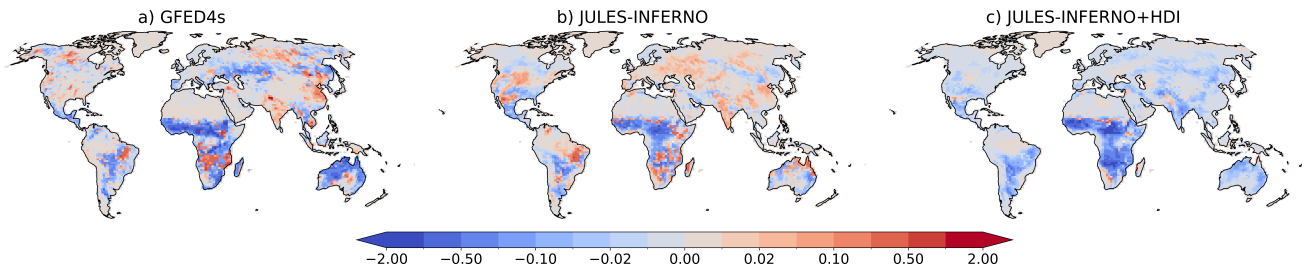 a) GFED4s
b) JULES-INFERNO
c) JULES-INFERNO+HDI
−2.00 −0.50 −0.10 −0.02 0.00 0.02 0.10 0.50 2.00